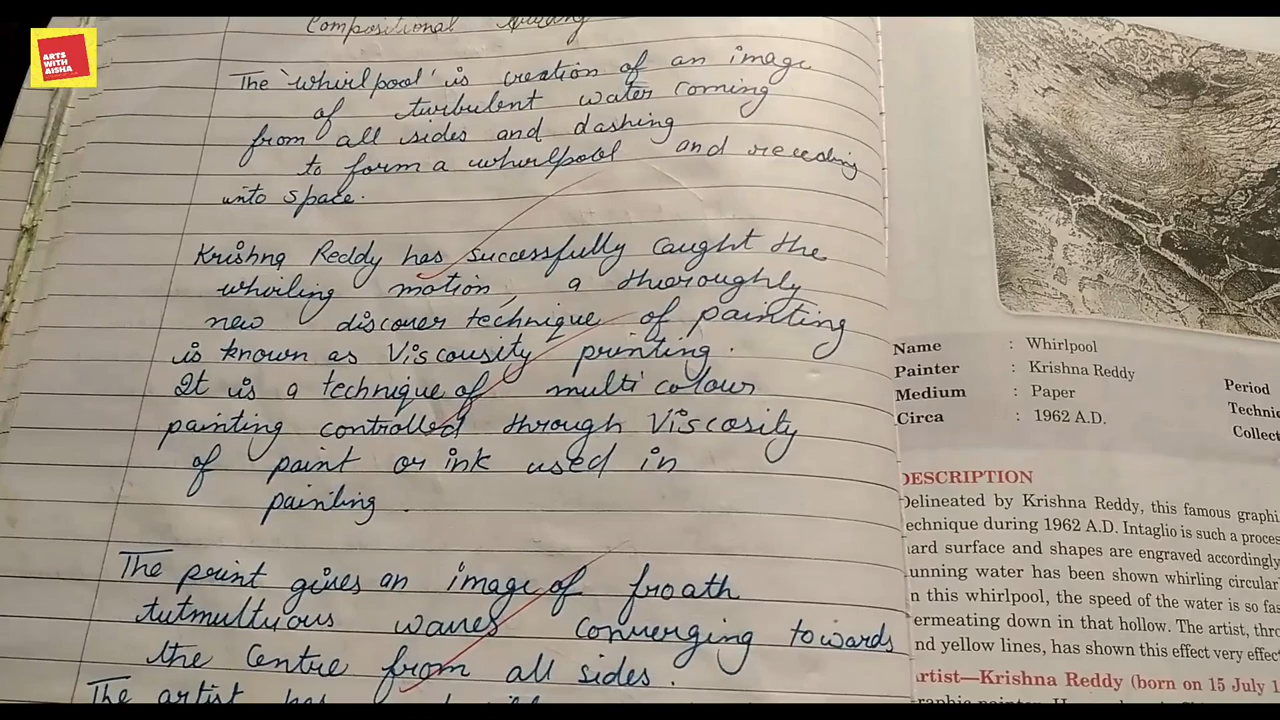 ARTS
WITH
AISHA
Compositional
The 'whirlpool' is creation of an image
of turbulent water coming
from all sides and dashing
to form a whirlpool and receding
into space.
Krishna Reddy has successfully caught the
whirling motion, a thoroughly
new discover technique of painting
is known as Viscousity printing.
It is a technique of multi colour
painting controlled through Viscosity
of paint or ink used in
painting.
The print gives an image of froath
tutmultuous waves converging towards
the Centre from all sides.
The artist has
Name : Whirlpool
Painter : Krishna Reddy
Medium : Paper
Circa : 1962 A.D.
Period
Techni
Collect
DESCRIPTION
Delineated by Krishna Reddy, this famous graphi
echnique during 1962 A.D. Intaglio is such a proces
ard surface and shapes are engraved accordingly
unning water has been shown whirling circular
n this whirlpool, the speed of the water is so fas
ermeating down in that hollow. The artist, thro
nd yellow lines, has shown this effect very effec
rtist—Krishna Reddy (born on 15 July 1